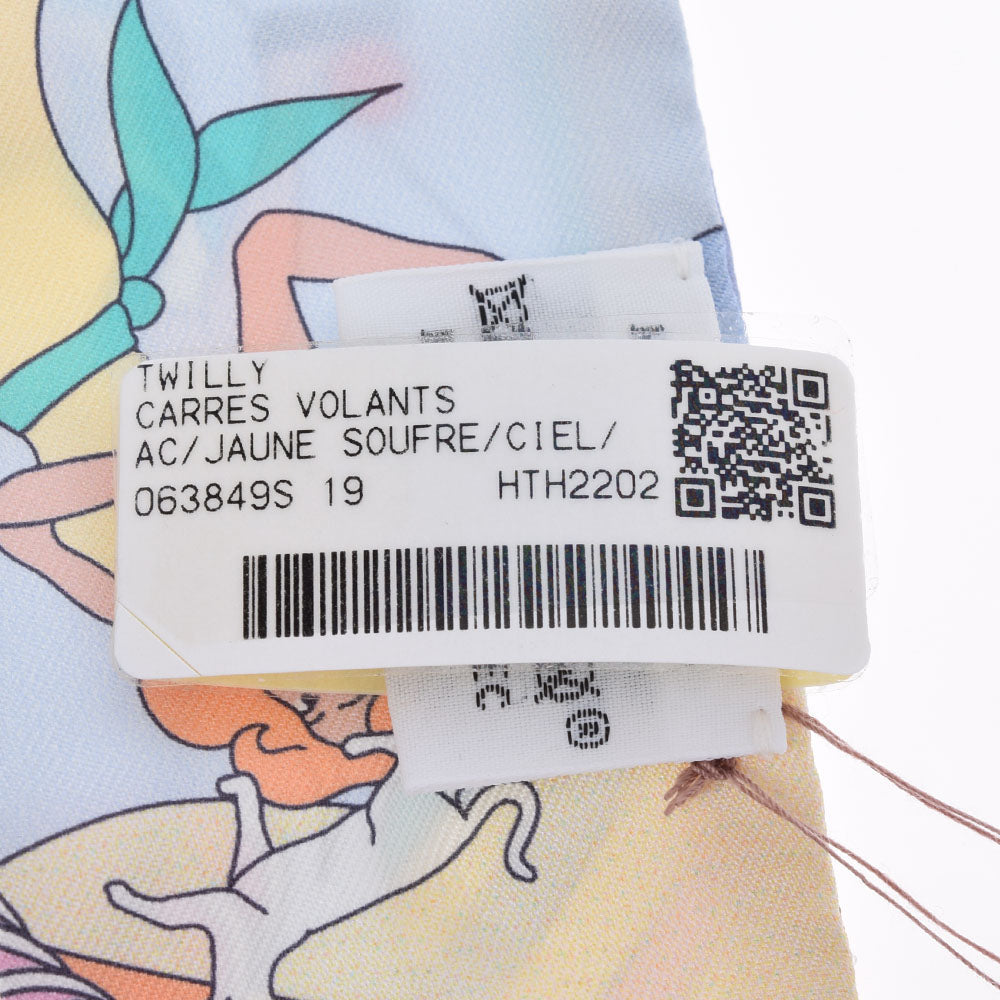 TWILLY
CARRES VOLANTS
AC/JAUNE SOUFRE/CIEL/
063849S 19 HTH2202